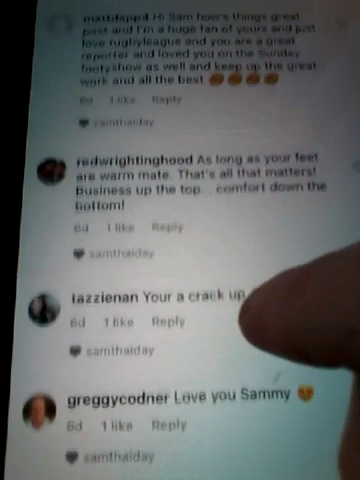 mattdapp4 Hi Sam how's things great
post and I'm a huge fan of yours and just
love rugbyleague and you are a great
reporter and loved you on the Sunday
footyshow as well and keep up the great
work and all the best 🏉🏉🏉🏉
6d 1 like Reply
samthaiday
redwrightinghood As long as your feet
are warm mate. That's all that matters!
Business up the top... comfort down the
bottom!
6d 1 like Reply
samthaiday
lazzienan Your a crack up
6d 1 like Reply
samthaiday
greggycodner Love you Sammy 🧡
6d 1 like Reply
samthaiday